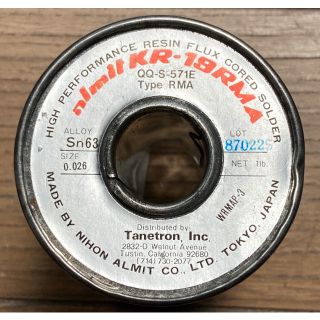 almit KR-19RMA
HIGH PERFORMANCE RESIN FLUX CORED SOLDER
QQ-S-571E
Type RMA
ALLOY
Sn63
SIZE
0.026
LOT
870225
NET 1lb.
WRMAP-3
Distributed by
Tanetron, Inc.
2832-D Walnut Avenue
Tustin, California 92680
(714) 730-2077
MADE BY NIHON ALMIT CO., LTD. TOKYO, JAPAN